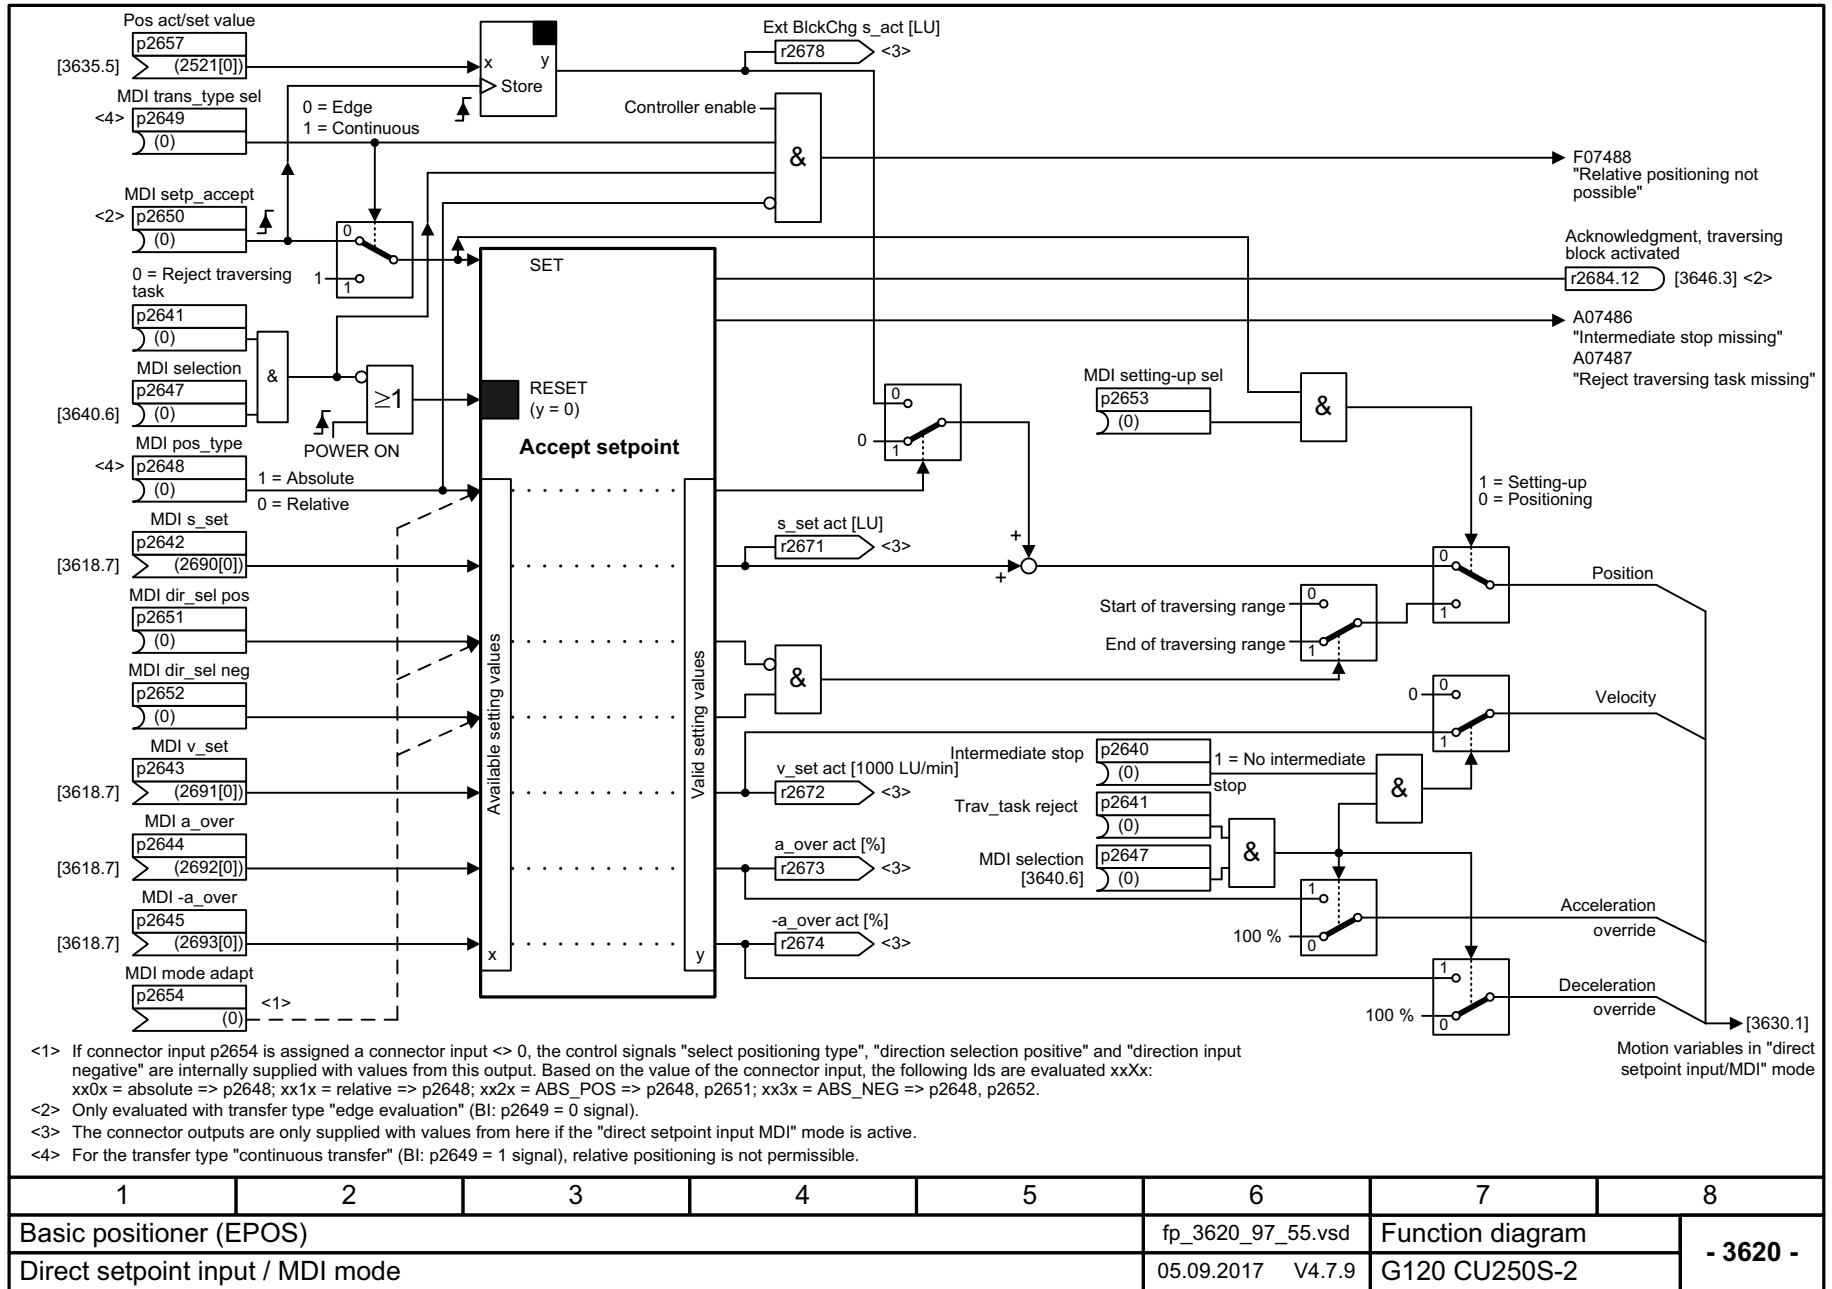 Pos act/set value
p2657
[3635.5] (2521[0])
MDI trans_type sel
<4> p2649
(0)
0 = Edge
1 = Continuous
x y
Store
Ext BlckChg s_act [LU]
r2678 <3>
Controller enable
&
F07488
"Relative positioning not
possible"
MDI setp_accept
<2> p2650
(0)
0
1
1
0 = Reject traversing
task
p2641
(0)
MDI selection
p2647
[3640.6] (0)
&
≥1
POWER ON
SET
RESET
(y = 0)
Accept setpoint
Acknowledgment, traversing
block activated
r2684.12 [3646.3] <2>
A07486
"Intermediate stop missing"
A07487
"Reject traversing task missing"
MDI setting-up sel
p2653
(0)
&
0
0
1
1 = Setting-up
0 = Positioning
MDI pos_type
<4> p2648
(0)
1 = Absolute
0 = Relative
MDI s_set
p2642
[3618.7] (2690[0])
s_set act [LU]
r2671 <3>
+
+
0
1
Position
MDI dir_sel pos
p2651
(0)
Start of traversing range
End of traversing range
0
1
MDI dir_sel neg
p2652
(0)
Available setting values
Valid setting values
&
0
0
1
Velocity
MDI v_set
p2643
[3618.7] (2691[0])
v_set act [1000 LU/min]
r2672 <3>
Intermediate stop
p2640
(0)
1 = No intermediate
stop
&
Trav_task reject
p2641
(0)
MDI selection
[3640.6]
p2647
(0)
&
MDI a_over
p2644
[3618.7] (2692[0])
a_over act [%]
r2673 <3>
1
100 %
0
Acceleration
override
MDI -a_over
p2645
[3618.7] (2693[0])
-a_over act [%]
r2674 <3>
x
y
1
100 %
0
Deceleration
override
MDI mode adapt
p2654
(0)
<1>
[3630.1]
Motion variables in "direct
setpoint input/MDI" mode
<1> If connector input p2654 is assigned a connector input <> 0, the control signals "select positioning type", "direction selection positive" and "direction input
negative" are internally supplied with values from this output. Based on the value of the connector input, the following Ids are evaluated xxXx:
xx0x = absolute => p2648; xx1x = relative => p2648; xx2x = ABS_POS => p2648, p2651; xx3x = ABS_NEG => p2648, p2652.
<2> Only evaluated with transfer type "edge evaluation" (BI: p2649 = 0 signal).
<3> The connector outputs are only supplied with values from here if the "direct setpoint input MDI" mode is active.
<4> For the transfer type "continuous transfer" (BI: p2649 = 1 signal), relative positioning is not permissible.
1 2 3 4 5 6 7 8
Basic positioner (EPOS)
fp_3620_97_55.vsd
Function diagram
- 3620 -
Direct setpoint input / MDI mode
05.09.2017 V4.7.9
G120 CU250S-2